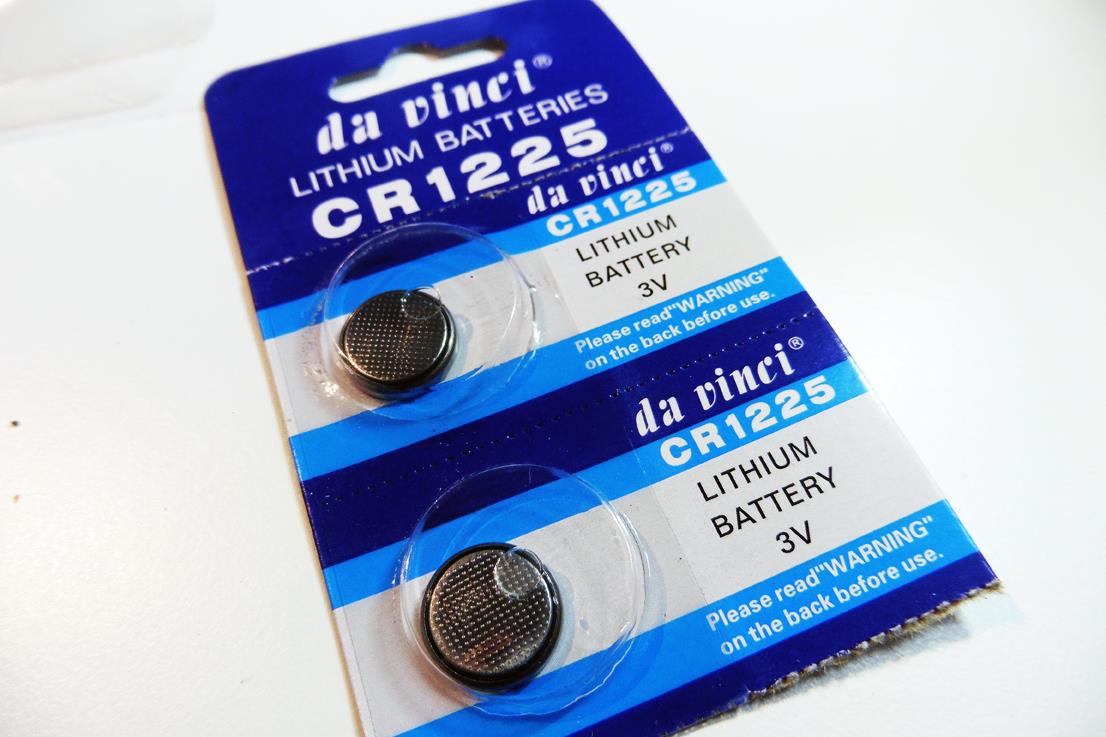 da vinci®
LITHIUM BATTERIES
CR1225
da vinci®
CR1225
LITHIUM
BATTERY
3V
Please read"WARNING"
on the back before use.
da vinci®
CR1225
LITHIUM
BATTERY
3V
Please read"WARNING"
on the back before use.